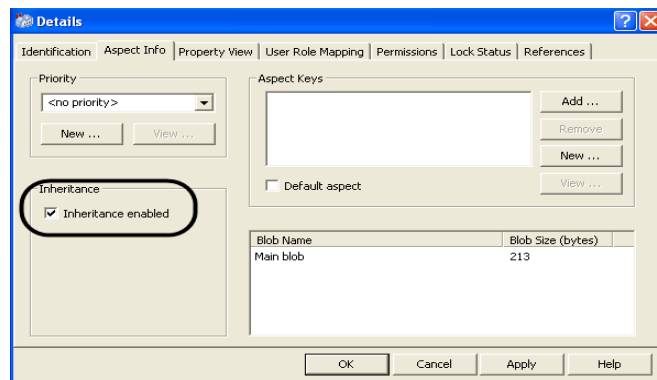 Details
Identification Aspect Info Property View User Role Mapping Permissions Lock Status References
Priority
<no priority>
New ... View ...
Inheritance
Inheritance enabled
Aspect Keys
Add ...
Remove
New ...
View ...
Default aspect
Blob Name Blob Size (bytes)
Main blob 213
OK Cancel Apply Help